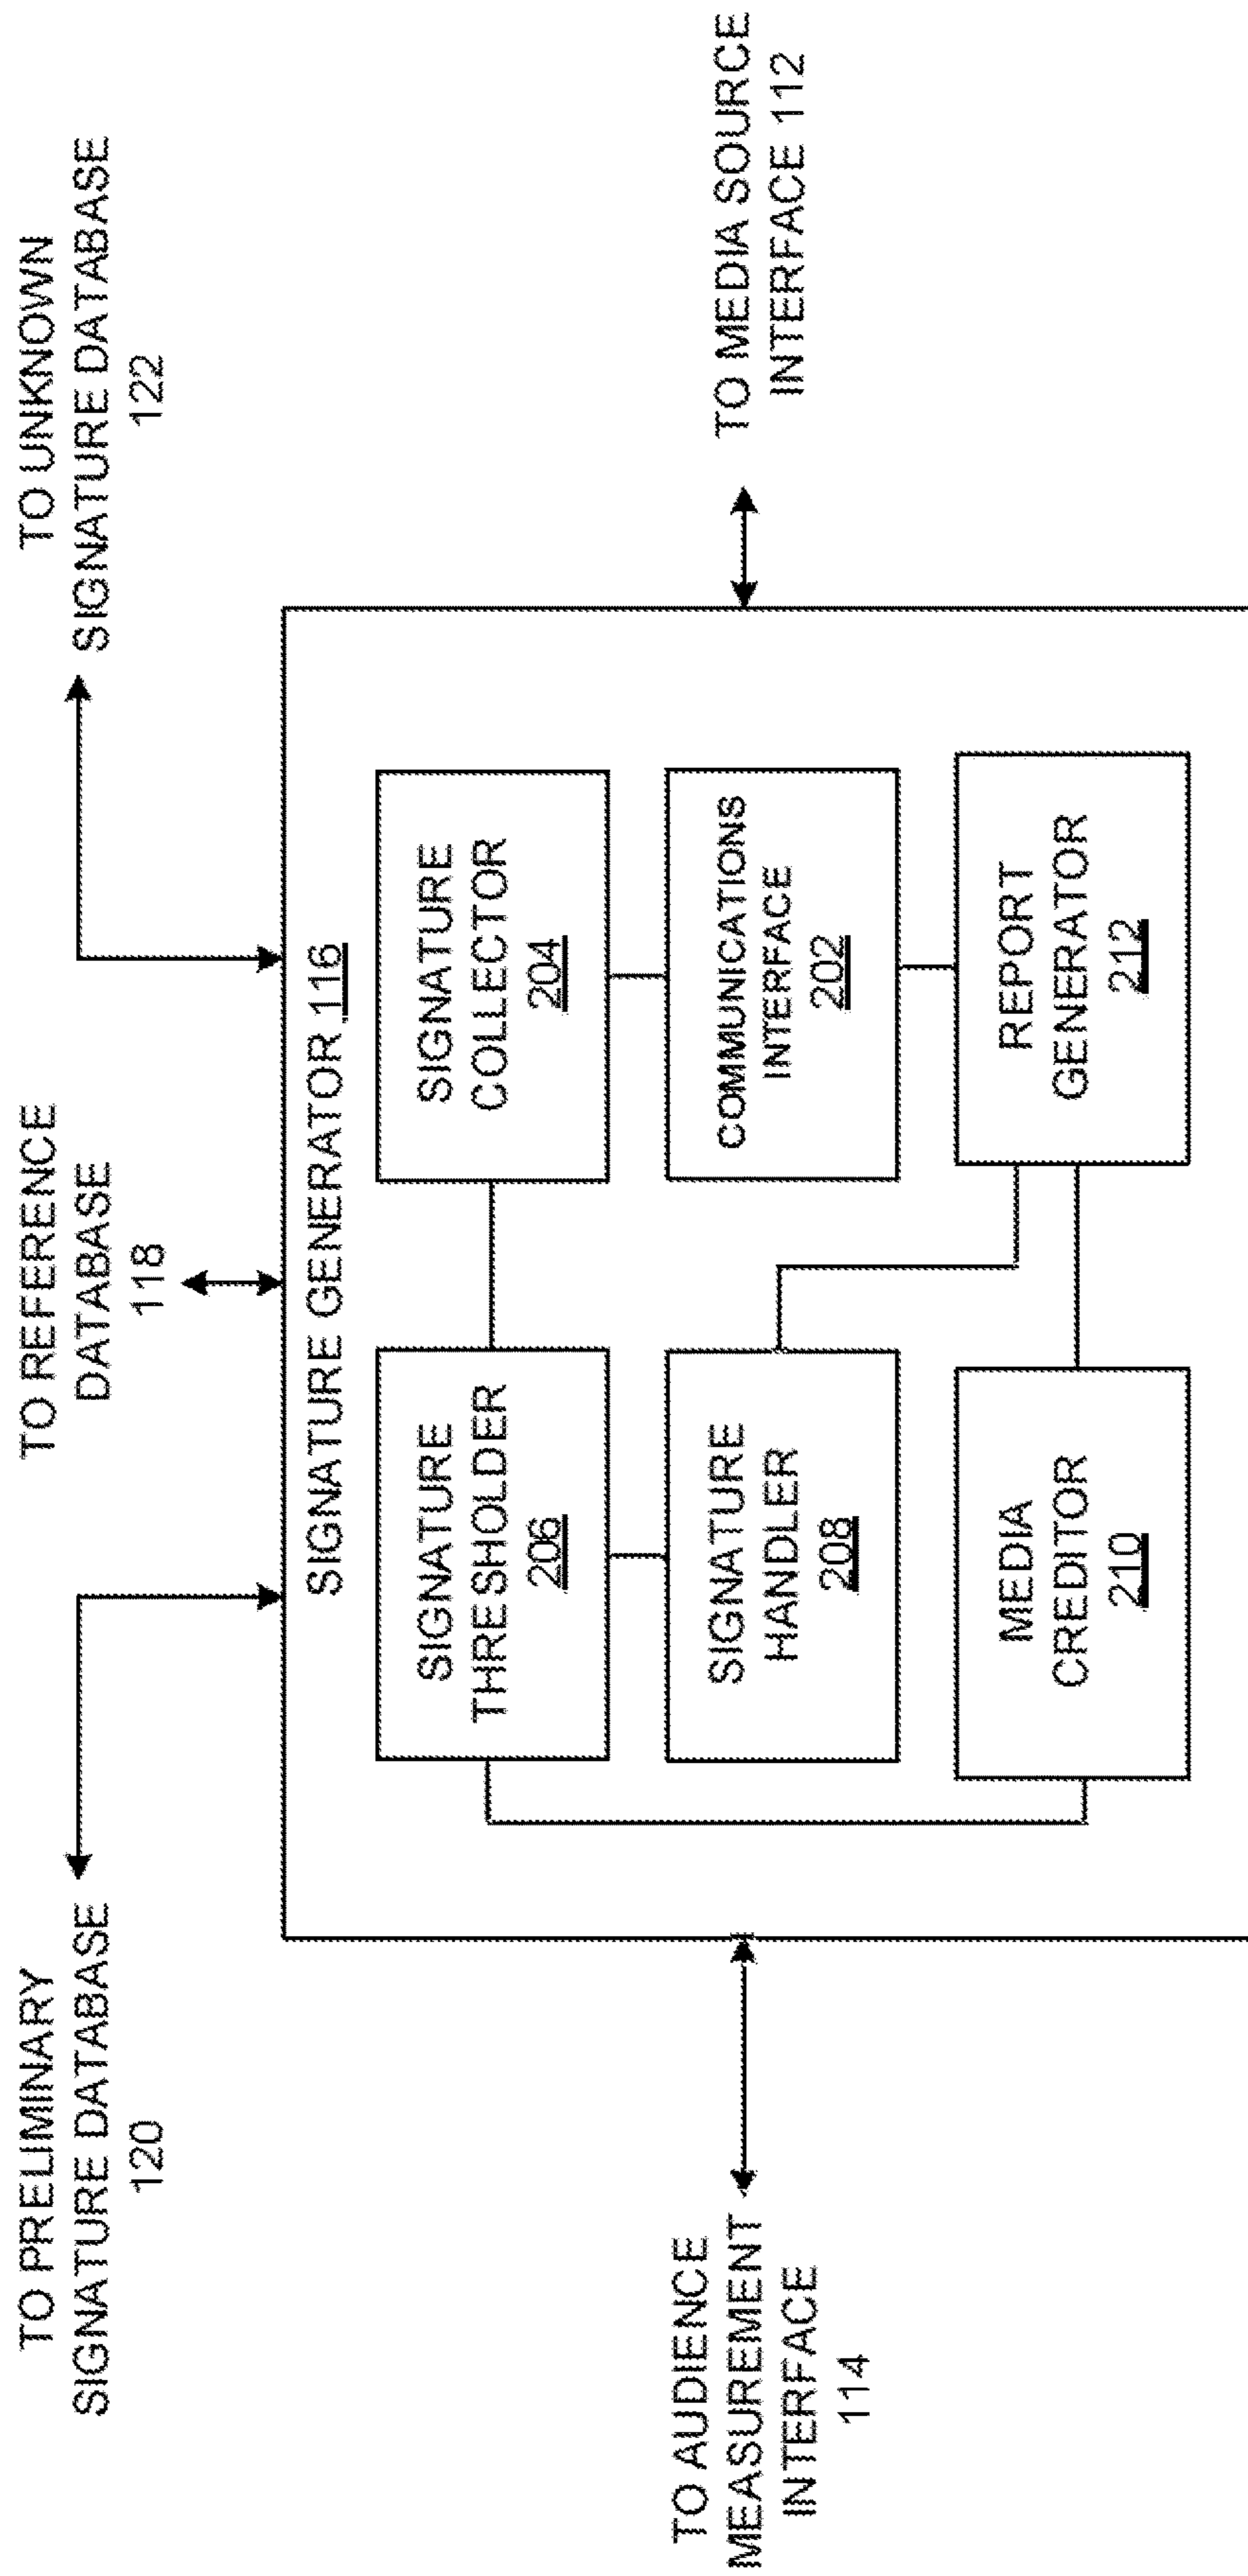 TO PRELIMINARY
SIGNATURE DATABASE
120
TO REFERENCE
DATABASE
118
TO UNKNOWN
SIGNATURE DATABASE
122
SIGNATURE GENERATOR 116
SIGNATURE
THRESHOLDER
206
SIGNATURE
COLLECTOR
204
TO AUDIENCE
MEASUREMENT
INTERFACE
114
SIGNATURE
HANDLER
208
COMMUNICATIONS
INTERFACE
202
TO MEDIA SOURCE
INTERFACE 112
MEDIA
CREDITOR
210
REPORT
GENERATOR
212